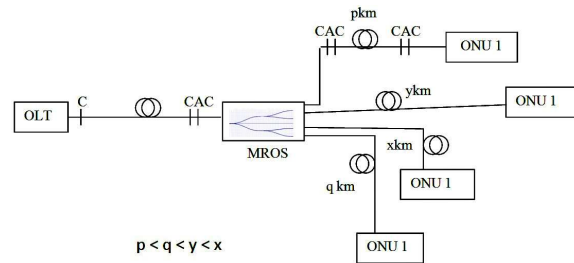 pkm
CAC
CAC
ONU 1
ykm
ONU 1
C
CAC
OLT
MROS
xkm
q km
ONU 1
p < q < y < x
ONU 1